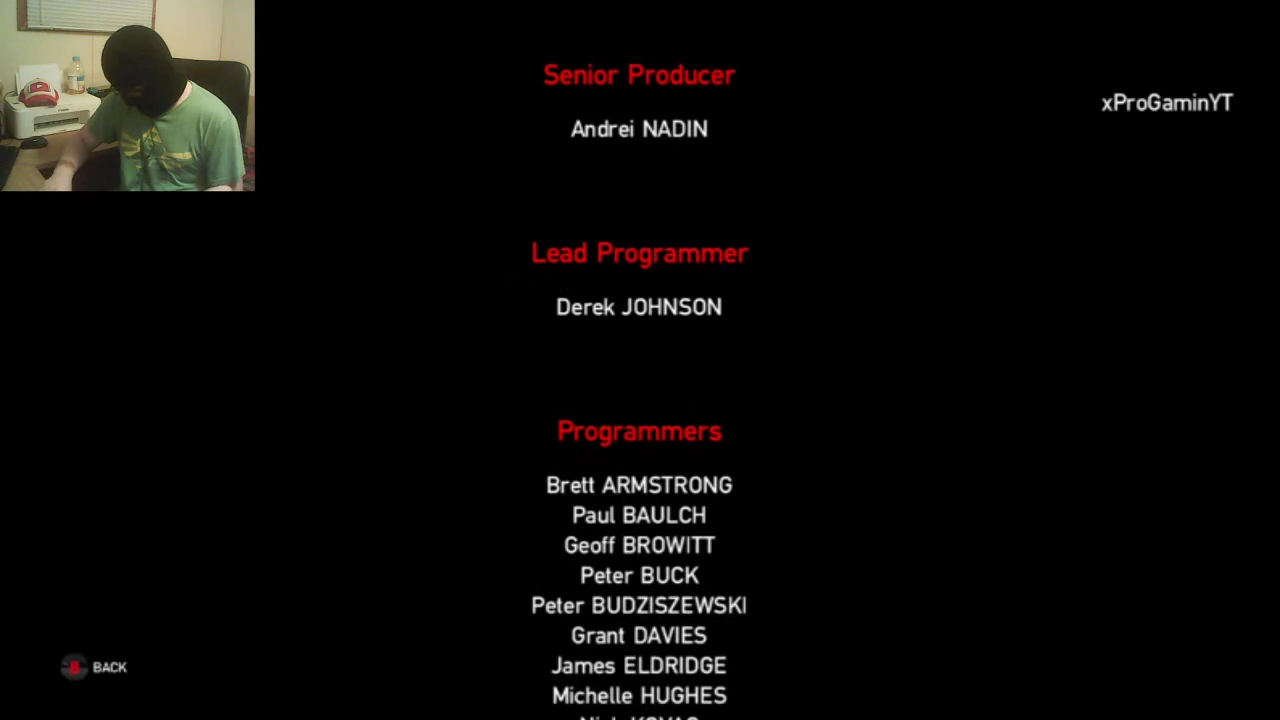 Senior Producer
xProGaminYT
Andrei NADIN
Lead Programmer
Derek JOHNSON
Programmers
Brett ARMSTRONG
Paul BAULCH
Geoff BROWITT
Peter BUCK
Peter BUDZISZEWSKI
Grant DAVIES
James ELDRIDGE
B BACK
Michelle HUGHES